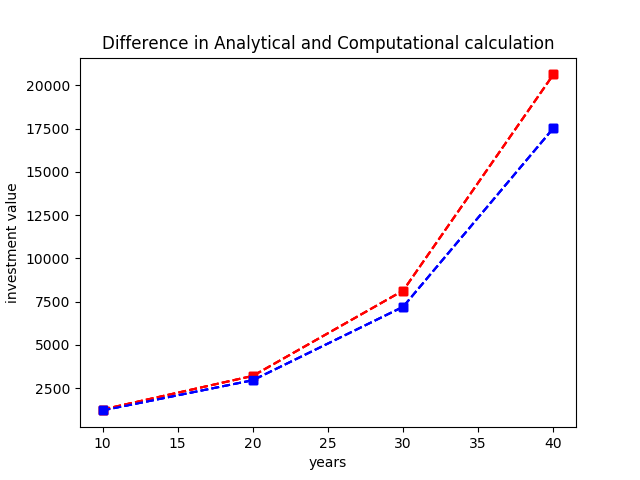 Difference in Analytical and Computational calculation
20000
17500
15000
12500
10000
7500
5000
2500
investment value
10 15 20 25 30 35 40
years